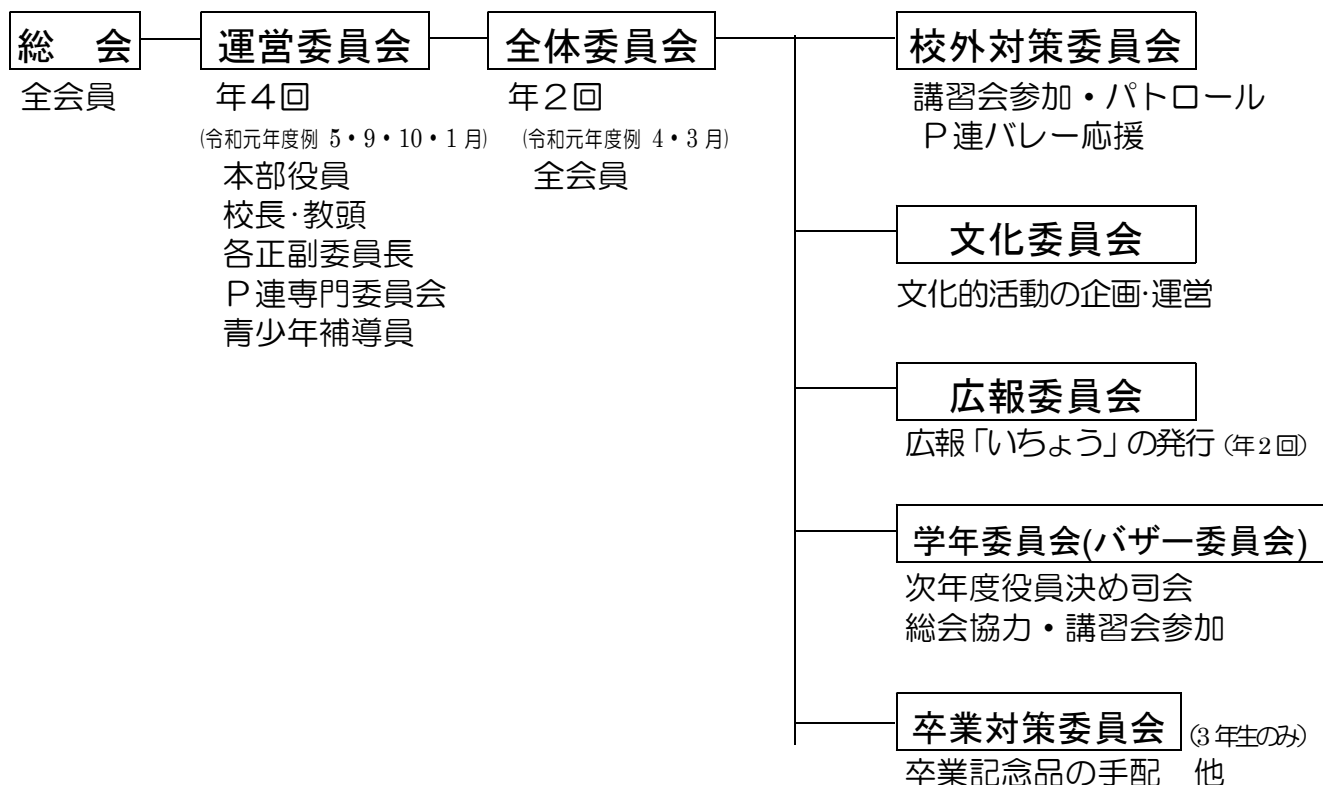 総　会
全会員
運営委員会
年４回
(令和元年度例 5・9・10・1月)
本部役員
校長・教頭
各正副委員長
Ｐ連専門委員会
青少年補導員
全体委員会
年２回
(令和元年度例 4・3月)
全会員
校外対策委員会
講習会参加・パトロール
Ｐ連バレー応援
文化委員会
文化的活動の企画・運営
広報委員会
広報「いちょう」の発行（年2回）
学年委員会(バザー委員会)
次年度役員決め司会
総会協力・講習会参加
卒業対策委員会 (3年生のみ)
卒業記念品の手配　他